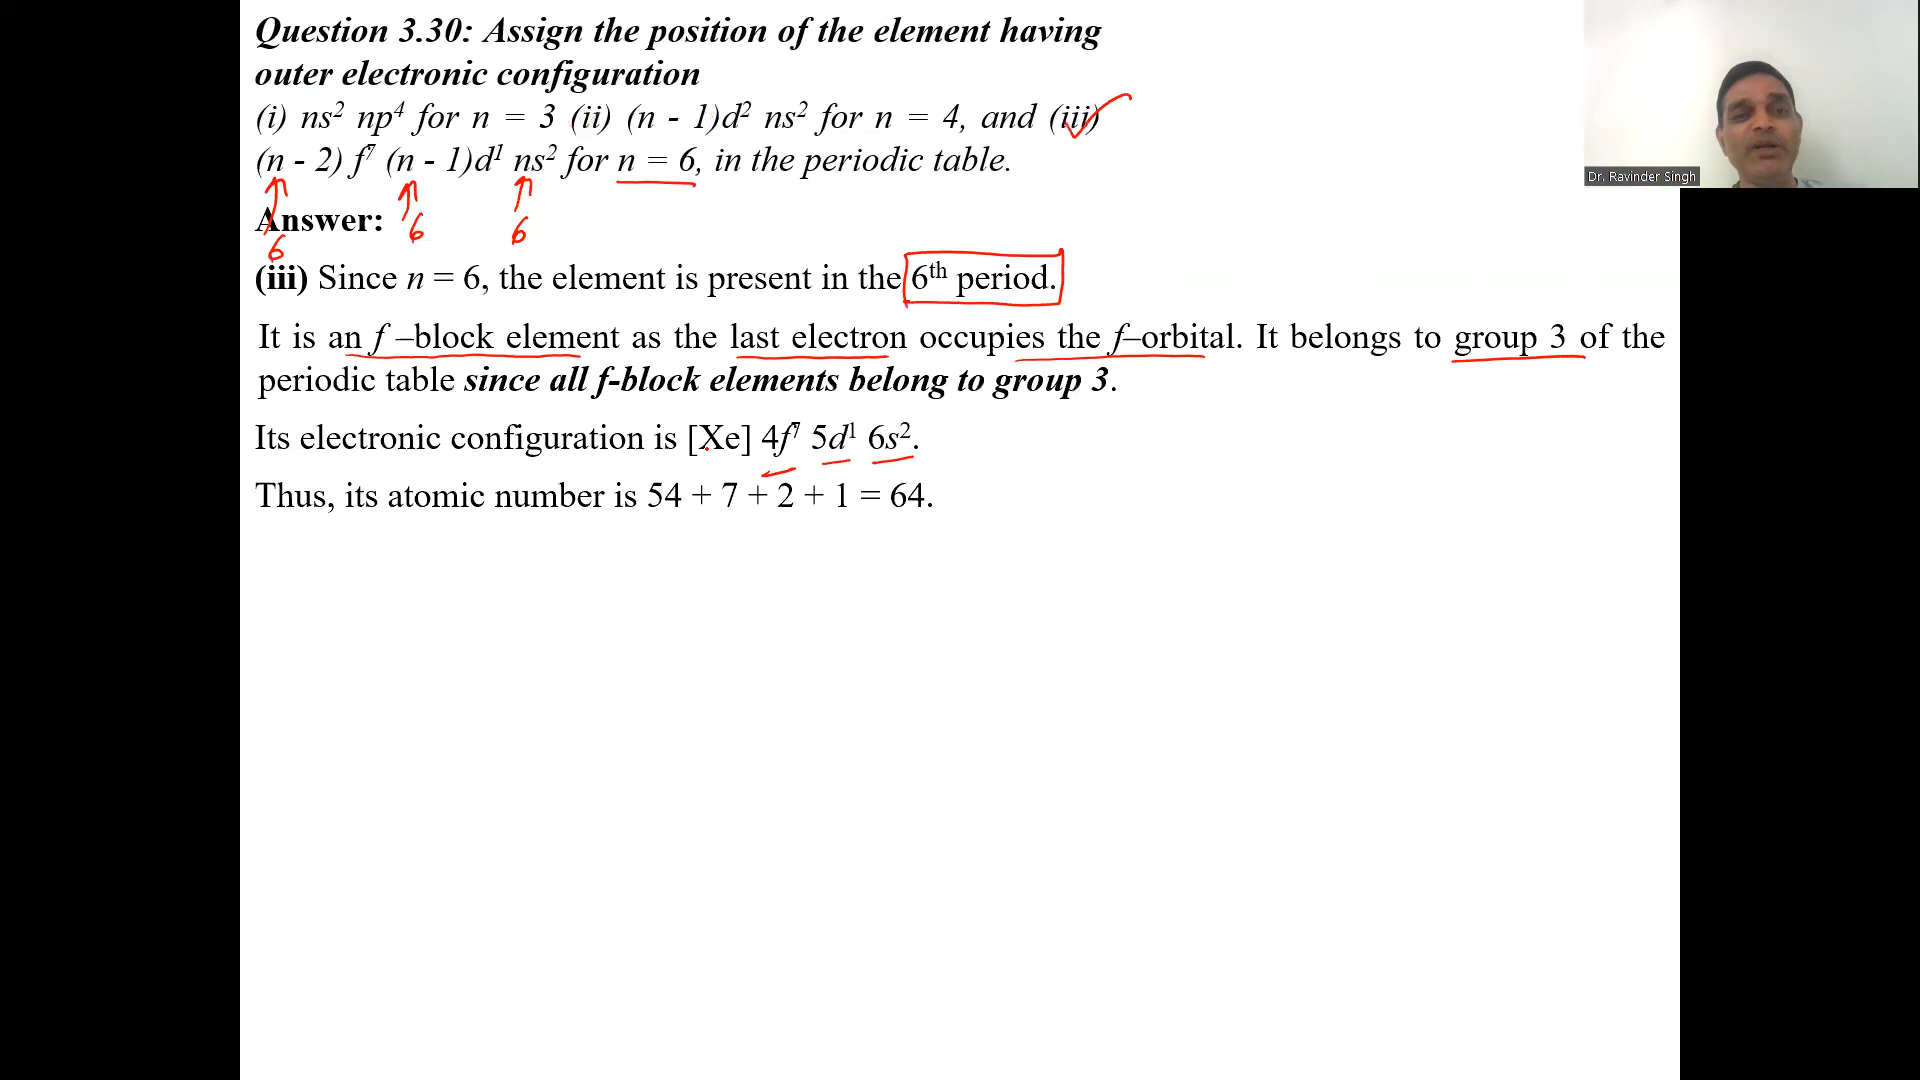 Question 3.30: Assign the position of the element having
outer electronic configuration
(i) ns² np⁴ for n = 3 (ii) (n - 1)d² ns² for n = 4, and (iii)
(n - 2) f⁷ (n - 1)d¹ ns² for n = 6, in the periodic table.
Dr. Ravinder Singh
Answer:
6 6 6
(iii) Since n = 6, the element is present in the 6ᵗʰ period.
It is an f –block element as the last electron occupies the f–orbital. It belongs to group 3 of the
periodic table since all f-block elements belong to group 3.
Its electronic configuration is [Xe] 4f⁷ 5d¹ 6s².
Thus, its atomic number is 54 + 7 + 2 + 1 = 64.